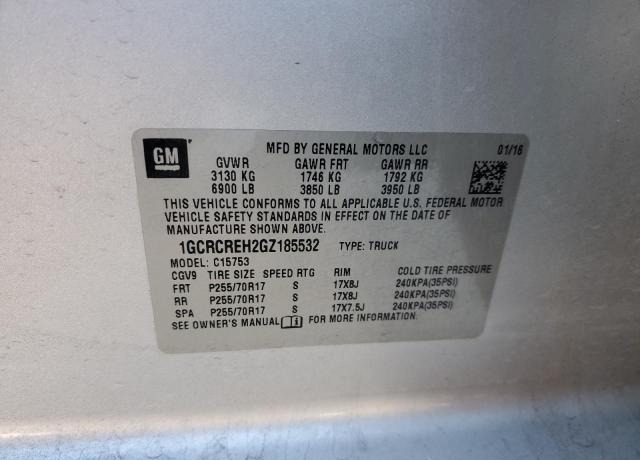 GM
MFD BY GENERAL MOTORS LLC 01/16
GVWR GAWR FRT GAWR RR
3130 KG 1746 KG 1792 KG
6900 LB 3850 LB 3950 LB
THIS VEHICLE CONFORMS TO ALL APPLICABLE U.S. FEDERAL MOTOR
VEHICLE SAFETY STANDARDS IN EFFECT ON THE DATE OF
MANUFACTURE SHOWN ABOVE.
1GCRCREH2GZ185532 TYPE: TRUCK
MODEL: C15753
CGV9 TIRE SIZE SPEED RTG RIM COLD TIRE PRESSURE
FRT P255/70R17 S 17X8J 240KPA(35PSI)
RR P255/70R17 S 17X8J 240KPA(35PSI)
SPA P255/70R17 S 17X7.5J 240KPA(35PSI)
SEE OWNER'S MANUAL FOR MORE INFORMATION.